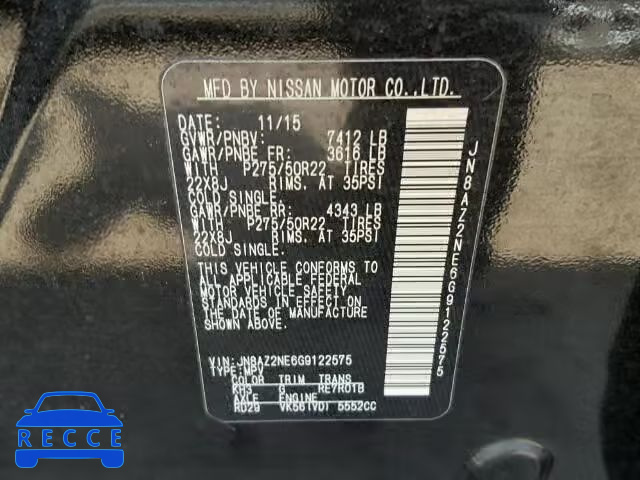 MFD BY NISSAN MOTOR CO.,LTD.
DATE: 11/15
GVWR/PNBV: 7412 LB
GAWR/PNBE FR: 3616 LB
WITH P275/50R22 TIRES
22X8J RIMS. AT 35PSI
COLD SINGLE.
GAWR/PNBE RR: 4343 LB
WITH P275/50R22 TIRES
22X8J RIMS. AT 35PSI
COLD SINGLE.
THIS VEHICLE CONFORMS TO
ALL APPLICABLE FEDERAL
MOTOR VEHICLE SAFETY
STANDARDS IN EFFECT ON
THE DATE OF MANUFACTURE
SHOWN ABOVE.
VIN: JN8AZ2NE6G9122575
TYPE: MPV
COLOR TRIM TRANS
KH3 G RE7R01B
AXLE ENGINE
RD29 VK56(VD) 5552CC
JN8AZ2NE6G9122575
SEECCC